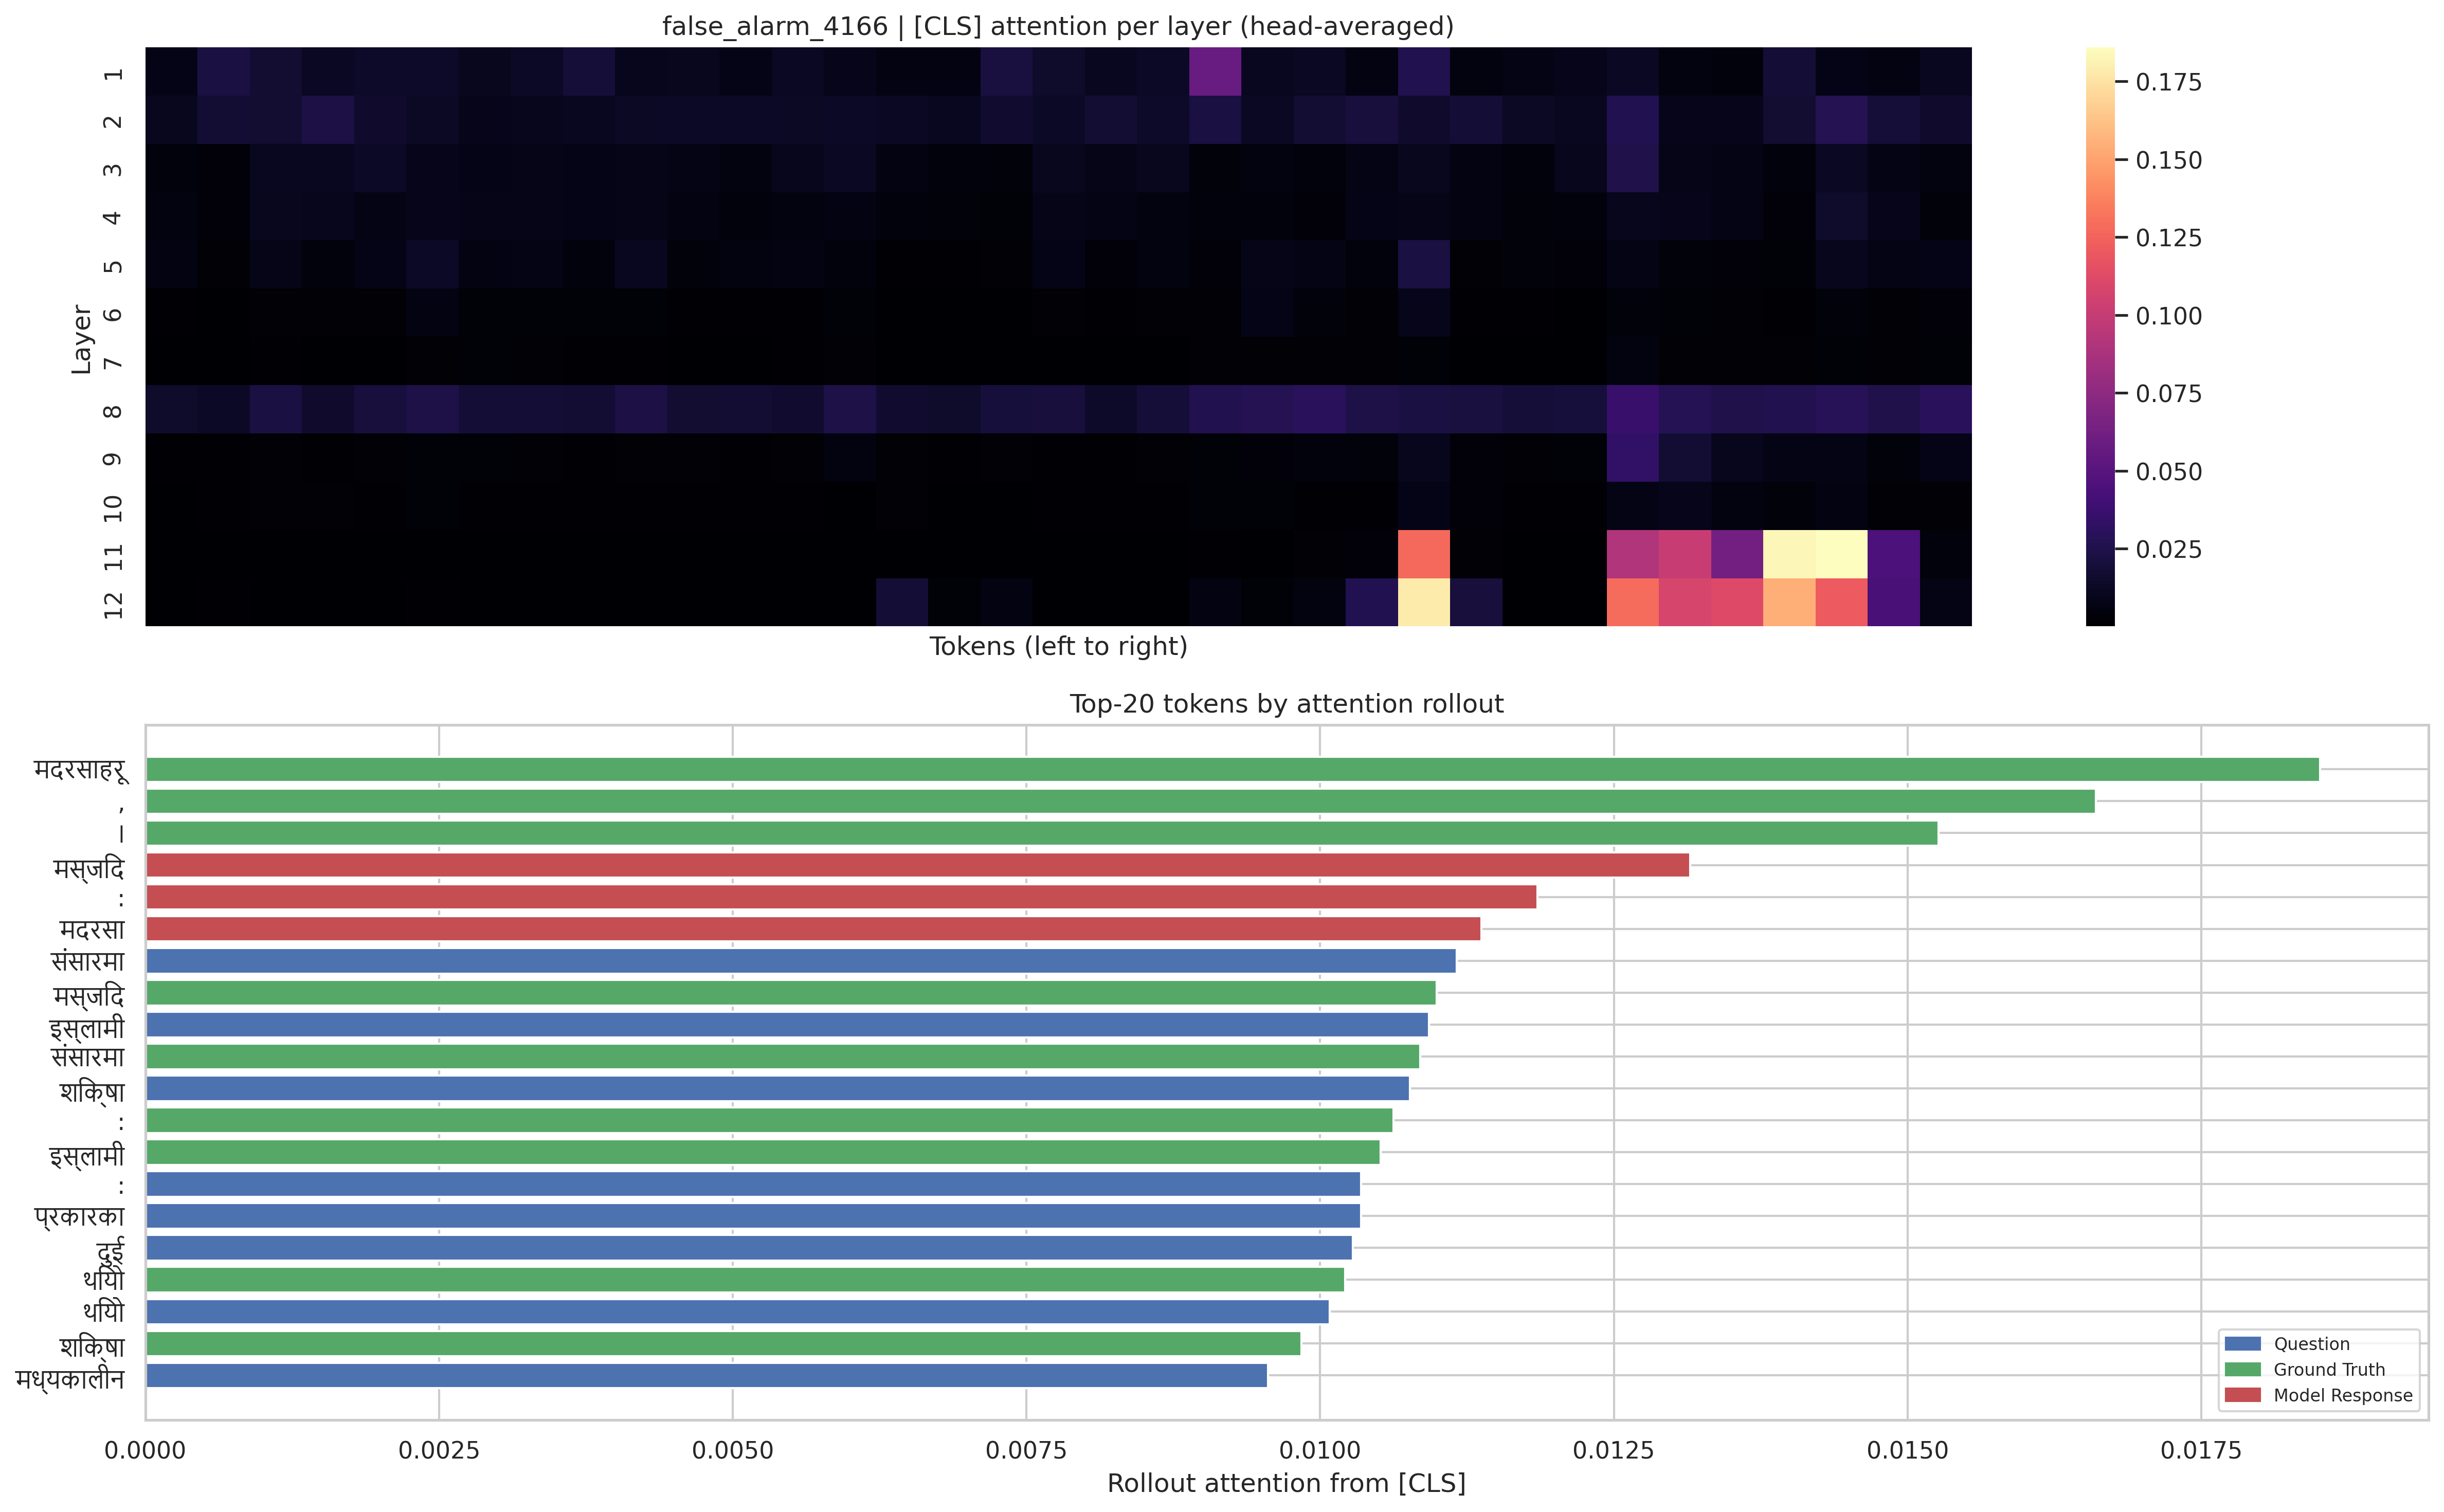 false_alarm_4166 | [CLS] attention per layer (head-averaged)
Layer
1
2
3
4
5
6
7
8
9
10
11
12
0.175
0.150
0.125
0.100
0.075
0.050
0.025
Tokens (left to right)
Top-20 tokens by attention rollout
मदरसाहरू
,
।
मस्जिद
:
मदरसा
संसारमा
मस्जिद
इस्लामी
संसारमा
शिक्षा
:
इस्लामी
:
प्रकारका
दुई
थियो
थियो
शिक्षा
मध्यकालीन
Question
Ground Truth
Model Response
0.0000 0.0025 0.0050 0.0075 0.0100 0.0125 0.0150 0.0175
Rollout attention from [CLS]